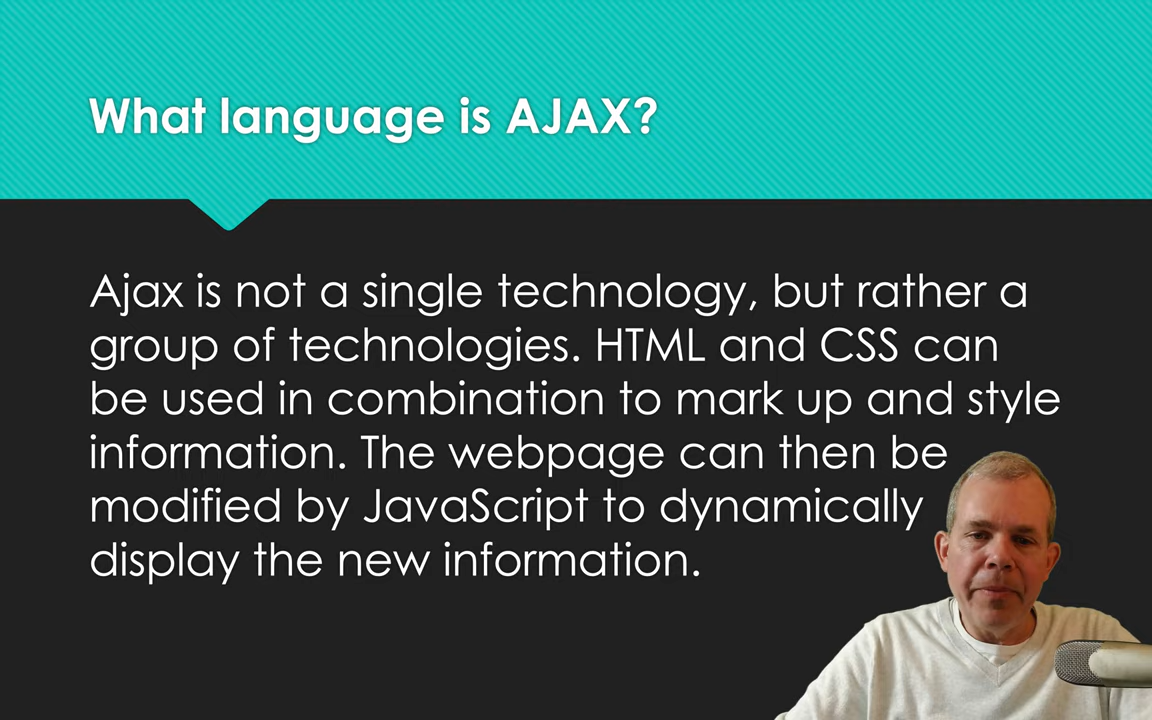 What language is AJAX?
Ajax is not a single technology, but rather a
group of technologies. HTML and CSS can
be used in combination to mark up and style
information. The webpage can then be
modified by JavaScript to dynamically
display the new information.